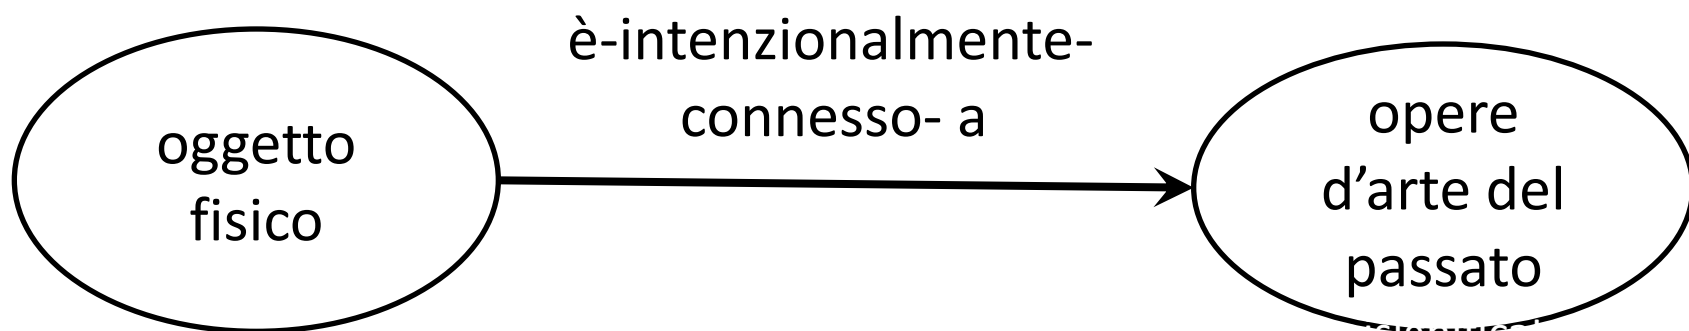 è-intenzionalmente-
connesso- a
oggetto
fisico
opere
d’arte del
passato